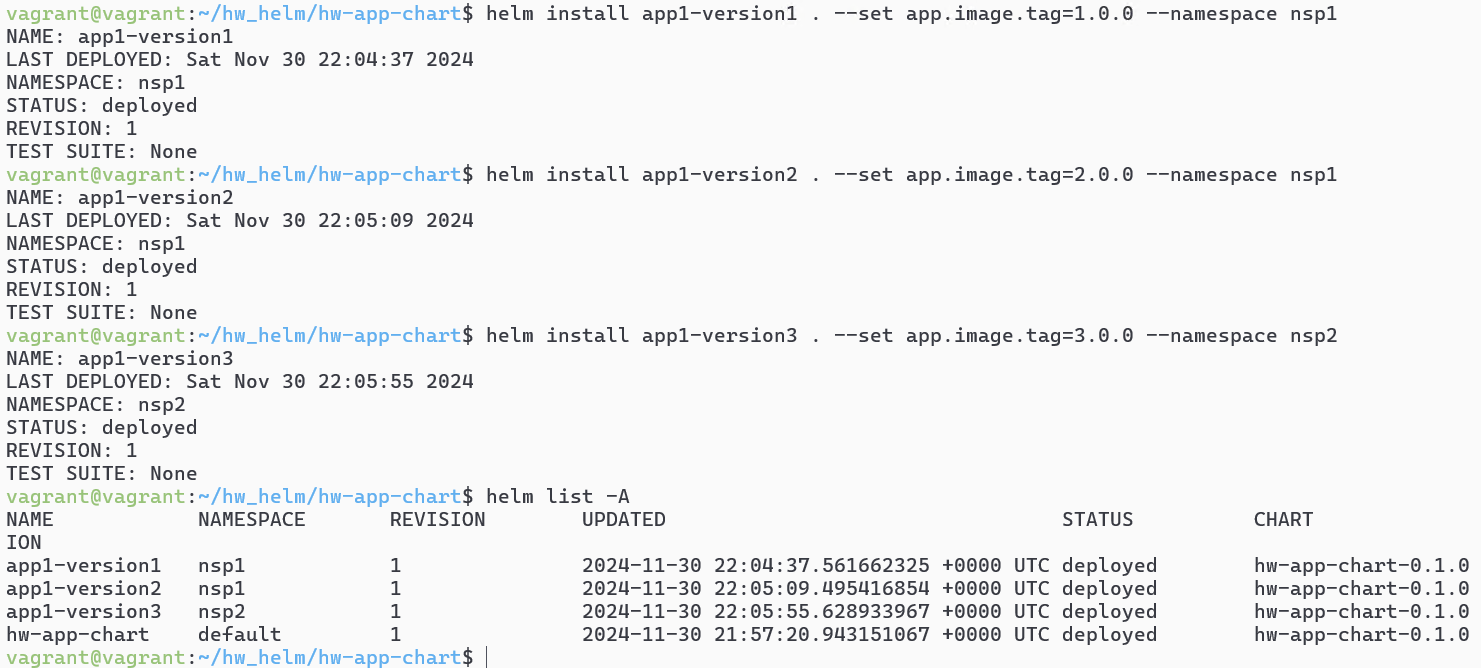 vagrant@vagrant:~/hw_helm/hw-app-chart$ helm install app1-version1 . --set app.image.tag=1.0.0 --namespace nsp1
NAME: app1-version1
LAST DEPLOYED: Sat Nov 30 22:04:37 2024
NAMESPACE: nsp1
STATUS: deployed
REVISION: 1
TEST SUITE: None
vagrant@vagrant:~/hw_helm/hw-app-chart$ helm install app1-version2 . --set app.image.tag=2.0.0 --namespace nsp1
NAME: app1-version2
LAST DEPLOYED: Sat Nov 30 22:05:09 2024
NAMESPACE: nsp1
STATUS: deployed
REVISION: 1
TEST SUITE: None
vagrant@vagrant:~/hw_helm/hw-app-chart$ helm install app1-version3 . --set app.image.tag=3.0.0 --namespace nsp2
NAME: app1-version3
LAST DEPLOYED: Sat Nov 30 22:05:55 2024
NAMESPACE: nsp2
STATUS: deployed
REVISION: 1
TEST SUITE: None
vagrant@vagrant:~/hw_helm/hw-app-chart$ helm list -A
NAME            NAMESPACE       REVISION        UPDATED                                 STATUS          CHART
ION
app1-version1   nsp1            1               2024-11-30 22:04:37.561662325 +0000 UTC deployed        hw-app-chart-0.1.0
app1-version2   nsp1            1               2024-11-30 22:05:09.495416854 +0000 UTC deployed        hw-app-chart-0.1.0
app1-version3   nsp2            1               2024-11-30 22:05:55.628933967 +0000 UTC deployed        hw-app-chart-0.1.0
hw-app-chart    default         1               2024-11-30 21:57:20.943151067 +0000 UTC deployed        hw-app-chart-0.1.0
vagrant@vagrant:~/hw_helm/hw-app-chart$